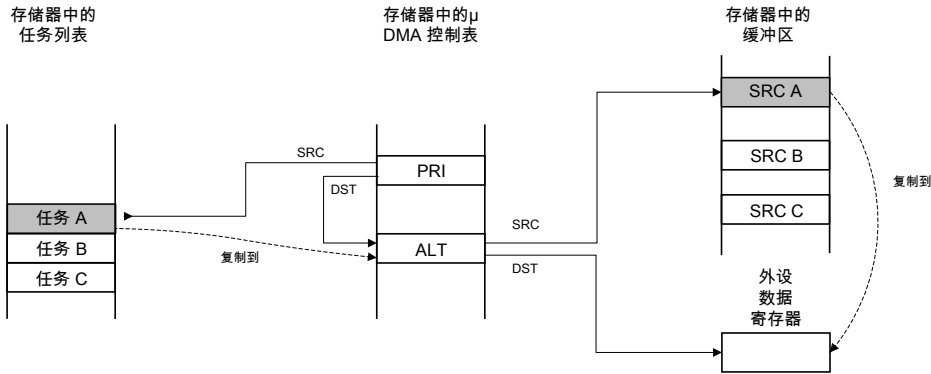 存储器中的
任务列表
存储器中的μ
DMA 控制表
存储器中的
缓冲区
SRC A
SRC
PRI
SRC B
复制到
DST
任务 A
SRC C
SRC
任务 B
复制到
ALT
DST
任务 C
外设
数据
寄存器